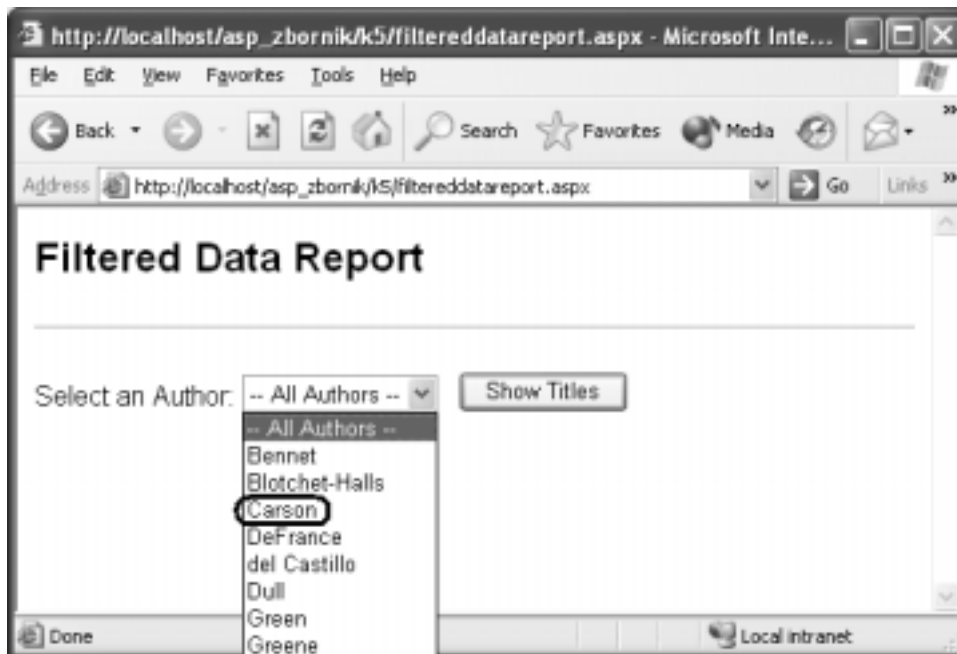 http://localhost/asp_zbornik/k5/filtereddatareport.aspx - Microsoft Inte...
File Edit View Favorites Tools Help
Back Search Favorites Media
Address http://localhost/asp_zbornik/k5/filtereddatareport.aspx Go Links
Filtered Data Report
Select an Author: -- All Authors -- Show Titles
-- All Authors --
Bennet
Blotchet-Halls
Carson
DeFrance
del Castillo
Dull
Green
Greene
Done Local intranet